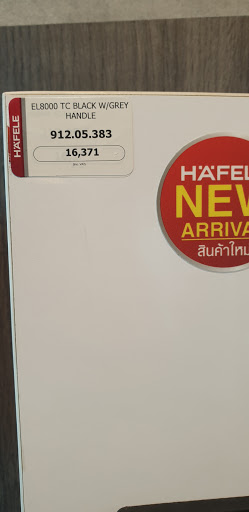 HÄFELE
EL8000 TC BLACK W/GREY
HANDLE
912.05.383
16,371
HÄFELE
NEW
ARRIVA
สินค้าใหม